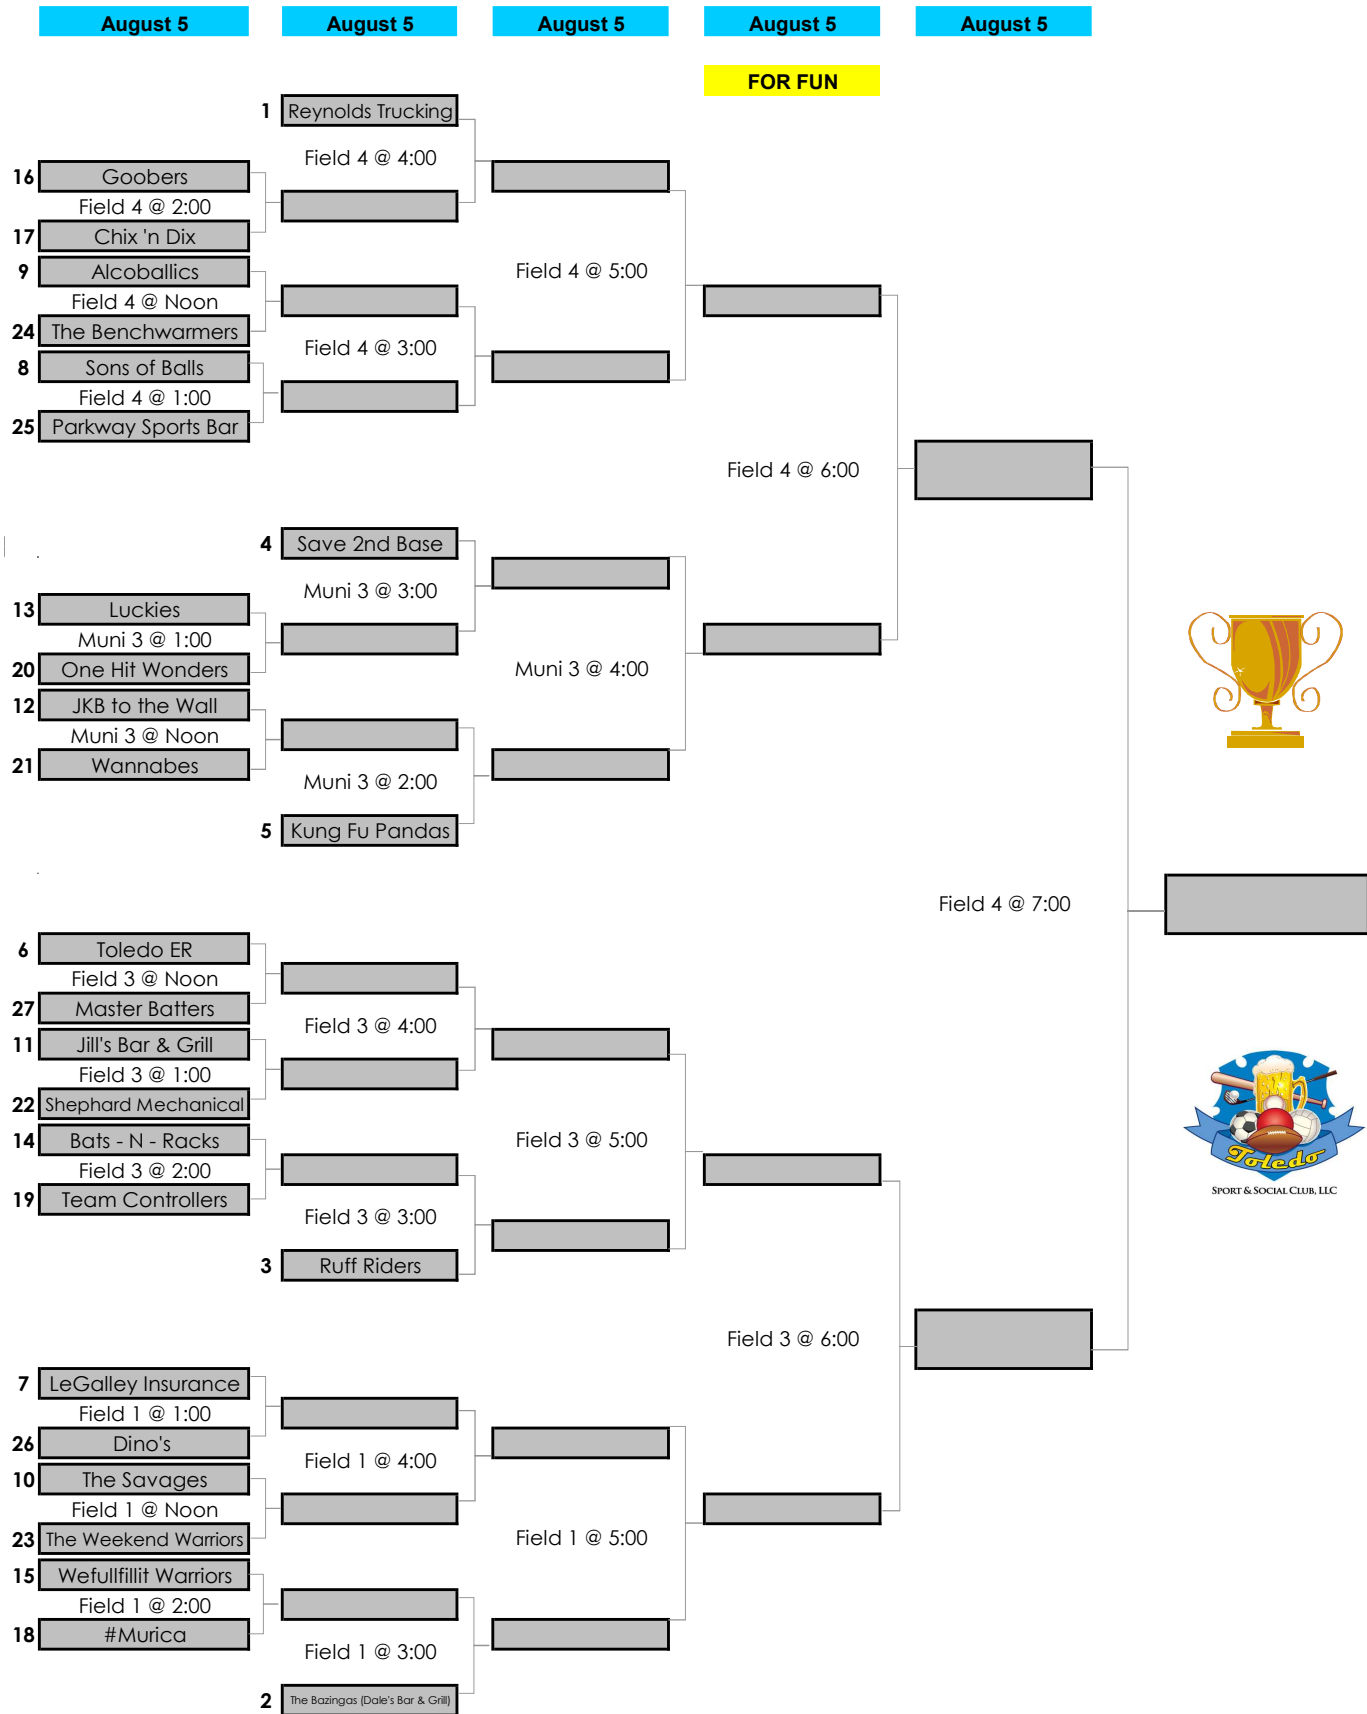 August 5 August 5 August 5 August 5 August 5
FOR FUN
1 Reynolds Trucking
Field 4 @ 4:00
16 Goobers
Field 4 @ 2:00
17 Chix 'n Dix
9 Alcoballics
Field 4 @ 5:00
Field 4 @ Noon
24 The Benchwarmers
Field 4 @ 3:00
8 Sons of Balls
Field 4 @ 1:00
25 Parkway Sports Bar
Field 4 @ 6:00
4 Save 2nd Base
Muni 3 @ 3:00
13 Luckies
Muni 3 @ 1:00
20 One Hit Wonders
Muni 3 @ 4:00
12 JKB to the Wall
Muni 3 @ Noon
21 Wannabes
Muni 3 @ 2:00
5 Kung Fu Pandas
Field 4 @ 7:00
6 Toledo ER
Field 3 @ Noon
27 Master Batters
Field 3 @ 4:00
11 Jill's Bar & Grill
Field 3 @ 1:00
22 Shephard Mechanical
14 Bats - N - Racks
Field 3 @ 5:00
Field 3 @ 2:00
Toledo
19 Team Controllers
SPORT & SOCIAL CLUB, LLC
Field 3 @ 3:00
3 Ruff Riders
Field 3 @ 6:00
7 LeGalley Insurance
Field 1 @ 1:00
26 Dino's
Field 1 @ 4:00
10 The Savages
Field 1 @ Noon
23 The Weekend Warriors
Field 1 @ 5:00
15 Wefullfillit Warriors
Field 1 @ 2:00
18 #Murica
Field 1 @ 3:00
2 The Bazingas (Dale's Bar & Grill)